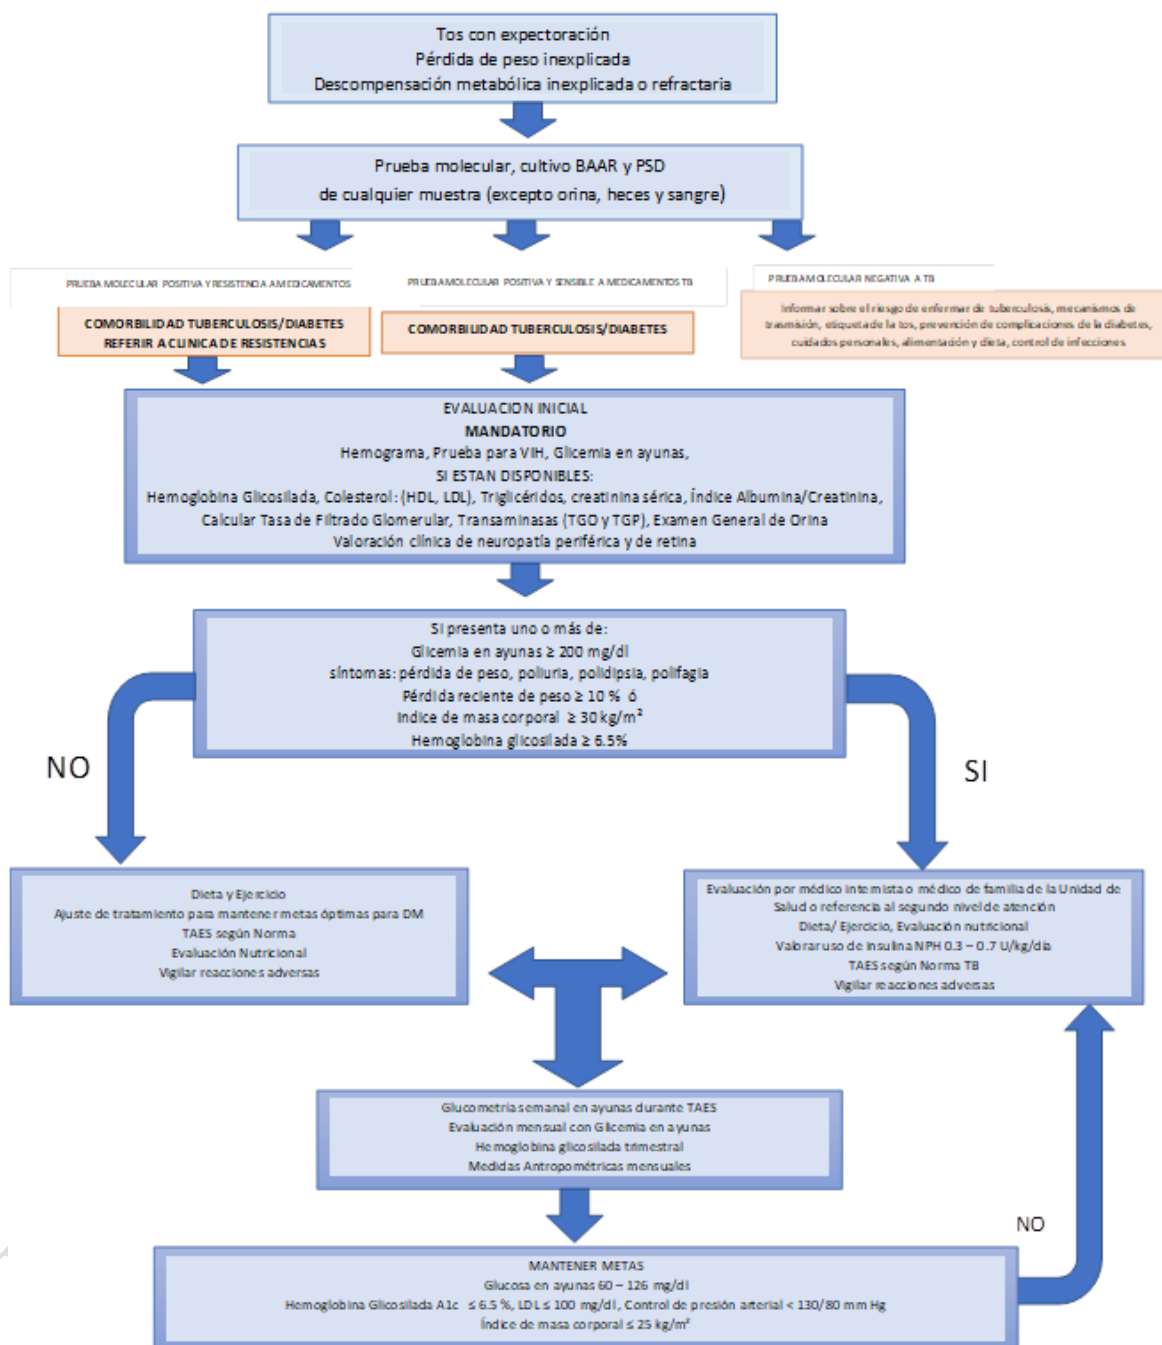 Tos con expectoración
Pérdida de peso inexplicada
Descompensación metabólica inexplicada o refractaria
Prueba molecular, cultivo BAAR y PSD
de cualquier muestra (excepto orina, heces y sangre)
PRUEBA MOLECULAR POSITIVA Y RESISTENCIA A MEDICAMENTOS
COMORBILIDAD TUBERCULOSIS/DIABETES
REFERIR A CLINICA DE RESISTENCIAS
PRUEBA MOLECULAR POSITIVA Y SENSIBLE A MEDICAMENTOS TB
COMORBILIDAD TUBERCULOSIS/DIABETES
PRUEBA MOLECULAR NEGATIVA A TB
Informar sobre el riesgo de enfermar de tuberculosis, mecanismos de
trasmisión, etiqueta de la tos, prevención de complicaciones de la diabetes,
cuidados personales, alimentación y dieta, control de infecciones
EVALUACION INICIAL
MANDATORIO
Hemograma, Prueba para VIH, Glicemia en ayunas,
SI ESTAN DISPONIBLES:
Hemoglobina Glicosilada, Colesterol: (HDL, LDL), Triglicéridos, creatinina sérica, Índice Albumina/Creatinina,
Calcular Tasa de Filtrado Glomerular, Transaminasas (TGO y TGP), Examen General de Orina
Valoración clínica de neuropatía periférica y de retina
Si presenta uno o más de:
Glicemia en ayunas ≥ 200 mg/dl
síntomas: pérdida de peso, poliuria, polidipsia, polifagia
Pérdida reciente de peso ≥ 10 % ó
Indice de masa corporal ≥ 30 kg/m²
Hemoglobina glicosilada ≥ 6.5%
NO
SI
Dieta y Ejercicio
Ajuste de tratamiento para mantener metas óptimas para DM
TAES según Norma
Evaluación Nutricional
Vigilar reacciones adversas
Evaluación por médico internista o médico de familia de la Unidad de
Salud o referencia al segundo nivel de atención
Dieta/ Ejercicio, Evaluación nutricional
Valorar uso de insulina NPH 0.3 – 0.7 U/kg/día
TAES según Norma TB
Vigilar reacciones adversas
Glucometría semanal en ayunas durante TAES
Evaluación mensual con Glicemia en ayunas
Hemoglobina glicosilada trimestral
Medidas Antropométricas mensuales
NO
MANTENER METAS
Glucosa en ayunas 60 – 126 mg/dl
Hemoglobina Glicosilada A1c ≤ 6.5 %, LDL ≤ 100 mg/dl, Control de presión arterial < 130/80 mm Hg
Índice de masa corporal ≤ 25 kg/m²